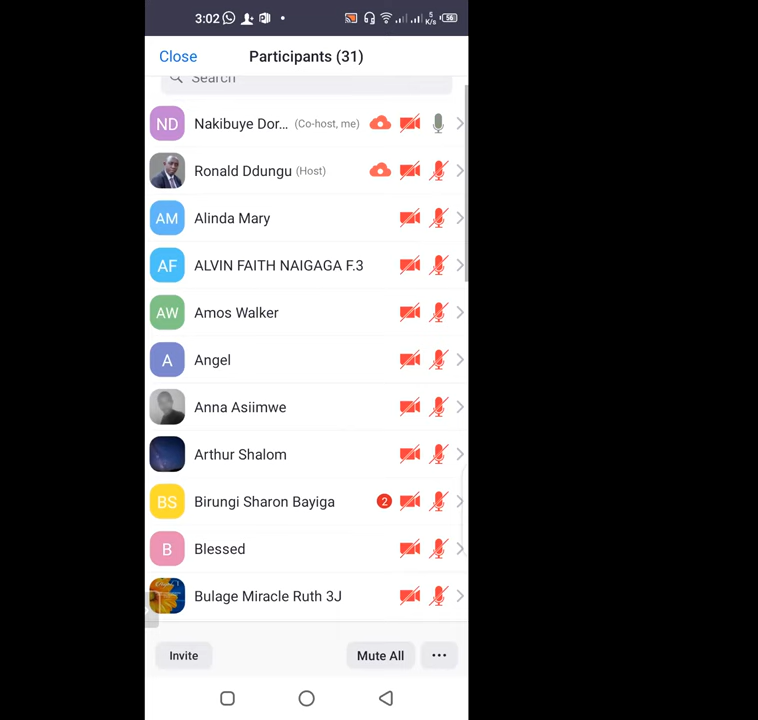 3:02 5 K/s 56
Close Participants (31)
Search
ND Nakibuye Dor... (Co-host, me)
Ronald Ddungu (Host)
AM Alinda Mary
AF ALVIN FAITH NAIGAGA F.3
AW Amos Walker
A Angel
Anna Asiimwe
Arthur Shalom
BS Birungi Sharon Bayiga 2
B Blessed
Bulage Miracle Ruth 3J
Invite Mute All ...